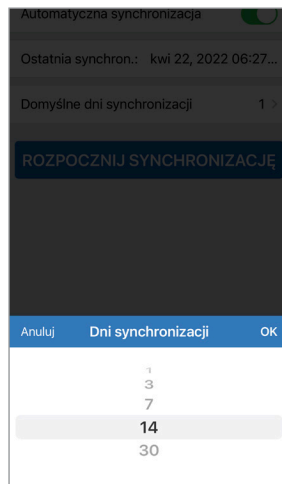 Automatyczna synchronizacja
Ostatnia synchron.: kwi 22, 2022 06:27...
Domyślne dni synchronizacji 1 >
ROZPOCZNIJ SYNCHRONIZACJĘ
Anuluj Dni synchronizacji OK
1
3
7
14
30